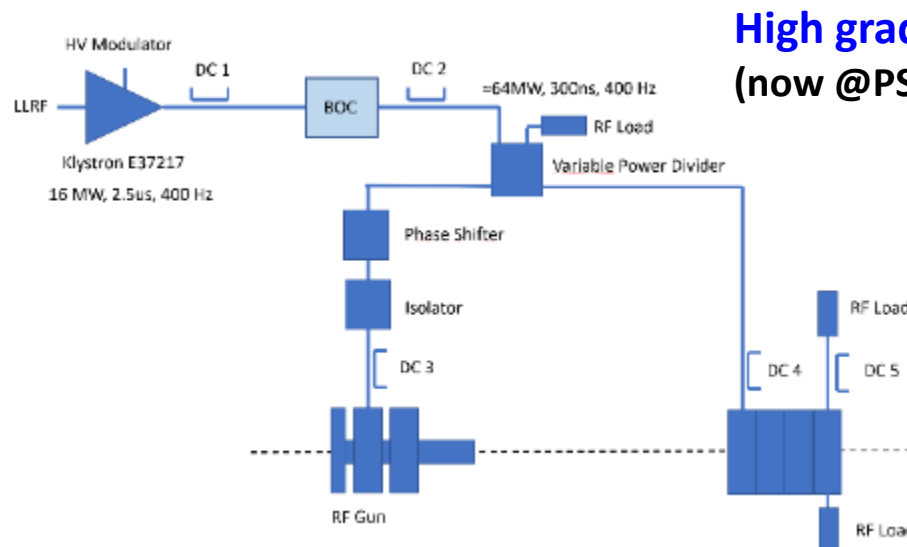 High grad
(now @PS
HV Modulator
DC 1
DC 2
≈64MW, 300ns, 400 Hz
LLRF
BOC
RF Load
Klystron E37217
Variable Power Divider
16 MW, 2.5us, 400 Hz
Phase Shifter
Isolator
RF Load
DC 3
DC 4
DC 5
RF Gun
RF Load